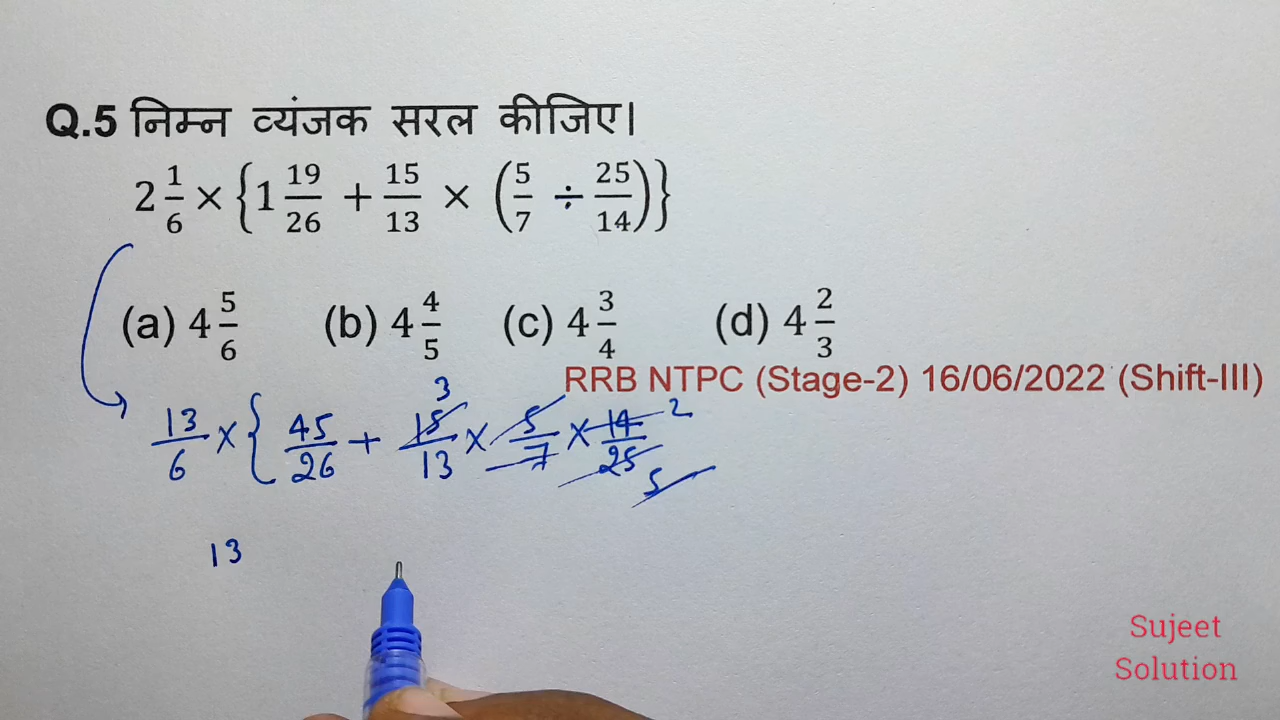 Q.5 निम्न व्यंजक सरल कीजिए।
2 1/6 × {1 19/26 + 15/13 × (5/7 ÷ 25/14)}
(a) 4 5/6 (b) 4 4/5 (c) 4 3/4 (d) 4 2/3
RRB NTPC (Stage-2) 16/06/2022 (Shift-III)
3
13/6 × { 45/26 + 15/13 × 5/7 × 14/25 2
5
13
Sujeet
Solution